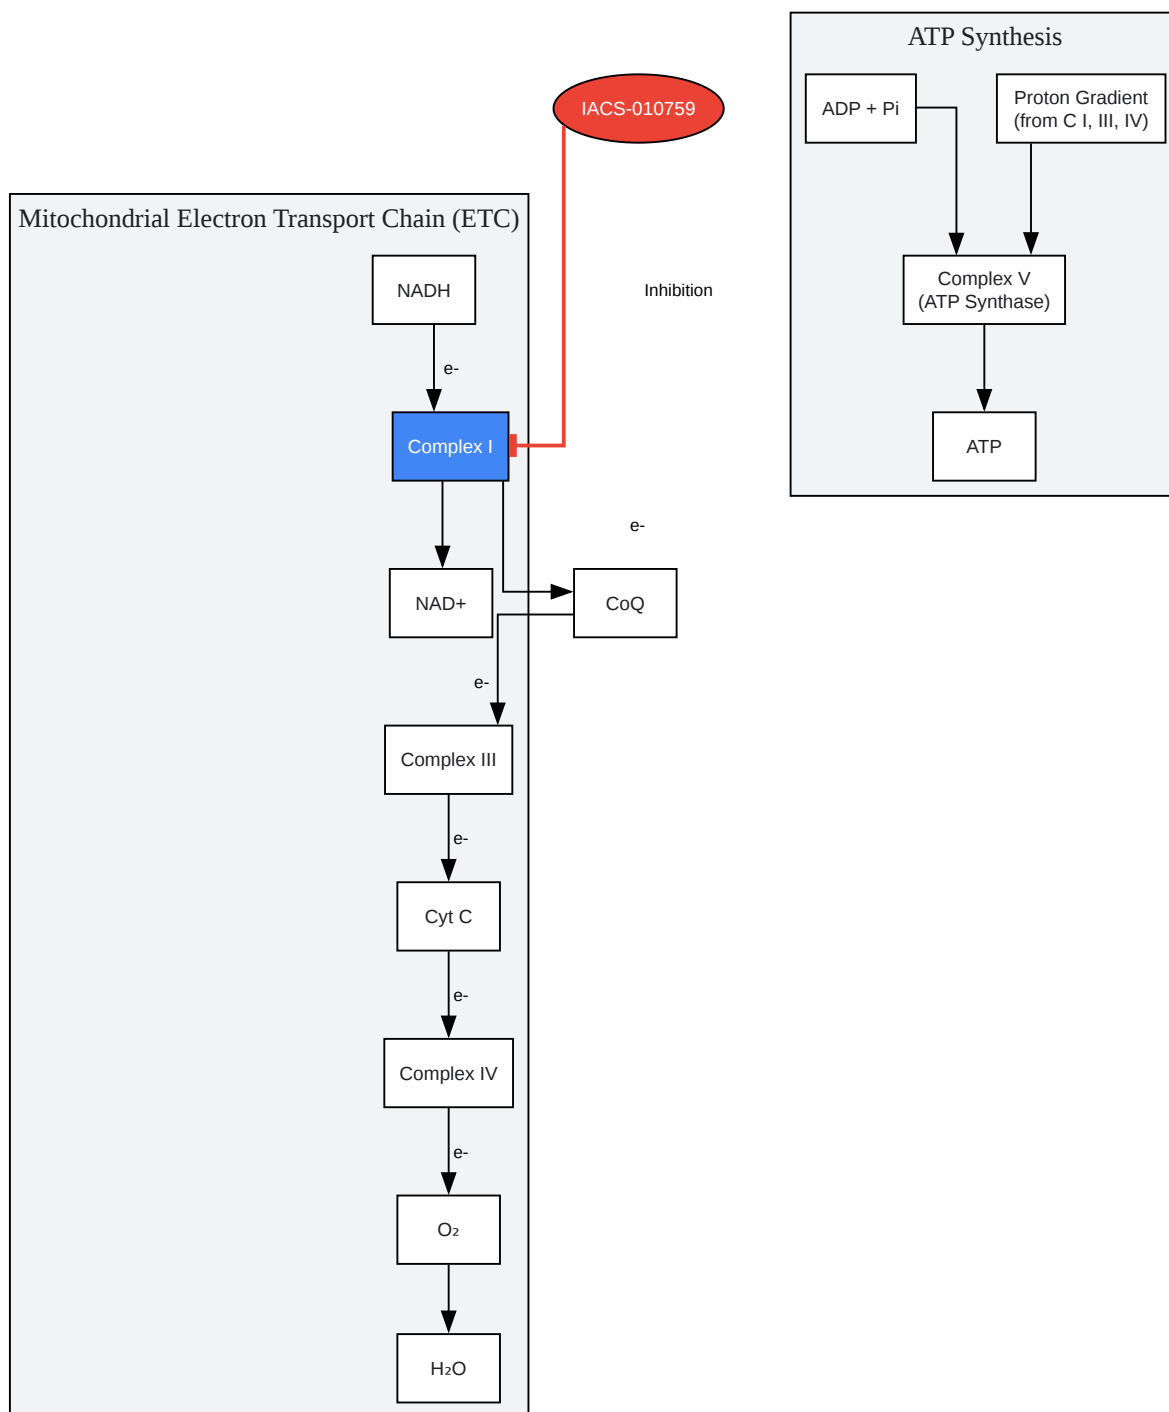 ATP Synthesis
IACS-010759
ADP + Pi
Proton Gradient
(from C I, III, IV)
Mitochondrial Electron Transport Chain (ETC)
NADH
Inhibition
Complex V
(ATP Synthase)
e-
Complex I
ATP
e-
NAD+
CoQ
e-
Complex III
e-
Cyt C
e-
Complex IV
e-
O₂
H₂O